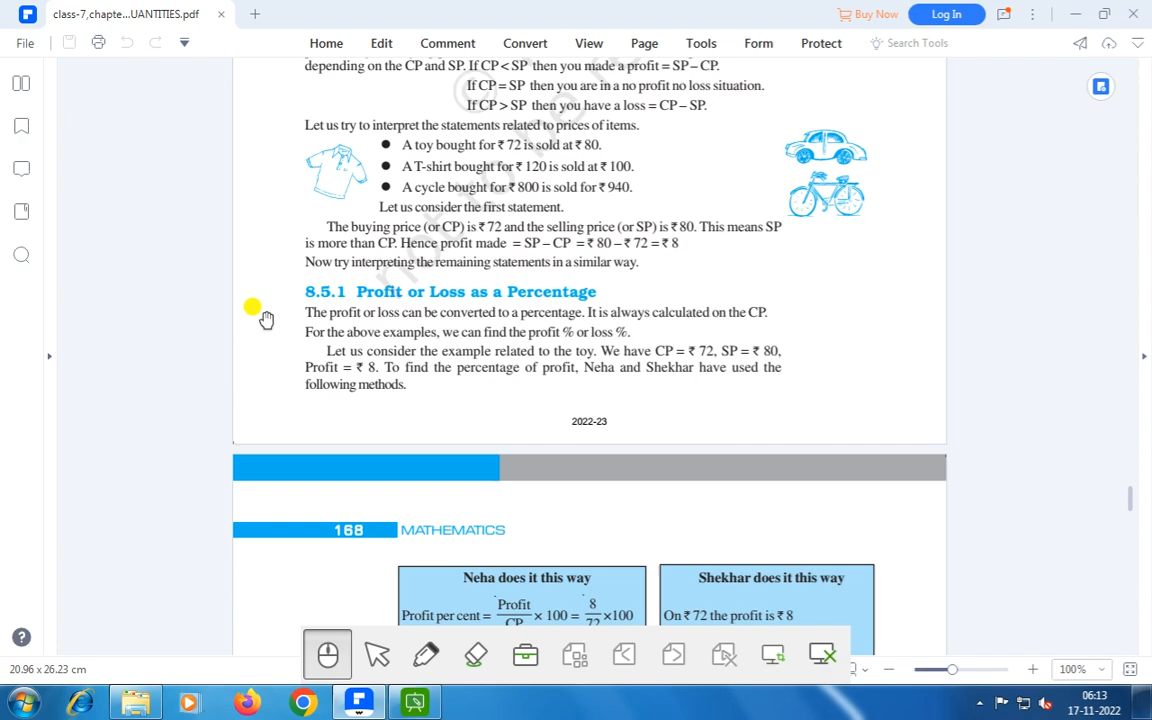 class-7,chapte...UANTITIES.pdf
Buy Now
Log In
File
Home
Edit
Comment
Convert
View
Page
Tools
Form
Protect
Search Tools
depending on the CP and SP. If CP < SP then you made a profit = SP – CP.
If CP = SP then you are in a no profit no loss situation.
If CP > SP then you have a loss = CP – SP.
Let us try to interpret the statements related to prices of items.
● A toy bought for ₹ 72 is sold at ₹ 80.
● A T-shirt bought for ₹ 120 is sold at ₹ 100.
● A cycle bought for ₹ 800 is sold for ₹ 940.
Let us consider the first statement.
The buying price (or CP) is ₹ 72 and the selling price (or SP) is ₹ 80. This means SP
is more than CP. Hence profit made = SP – CP = ₹ 80 – ₹ 72 = ₹ 8
Now try interpreting the remaining statements in a similar way.
8.5.1 Profit or Loss as a Percentage
The profit or loss can be converted to a percentage. It is always calculated on the CP.
For the above examples, we can find the profit % or loss %.
Let us consider the example related to the toy. We have CP = ₹ 72, SP = ₹ 80,
Profit = ₹ 8. To find the percentage of profit, Neha and Shekhar have used the
following methods.
2022-23
168 MATHEMATICS
Neha does it this way
Profit per cent = Profit/CP × 100 = 8/72 ×100
Shekhar does it this way
On ₹ 72 the profit is ₹ 8
© 
not to be
20.96 x 26.23 cm
100%
06:13
17-11-2022